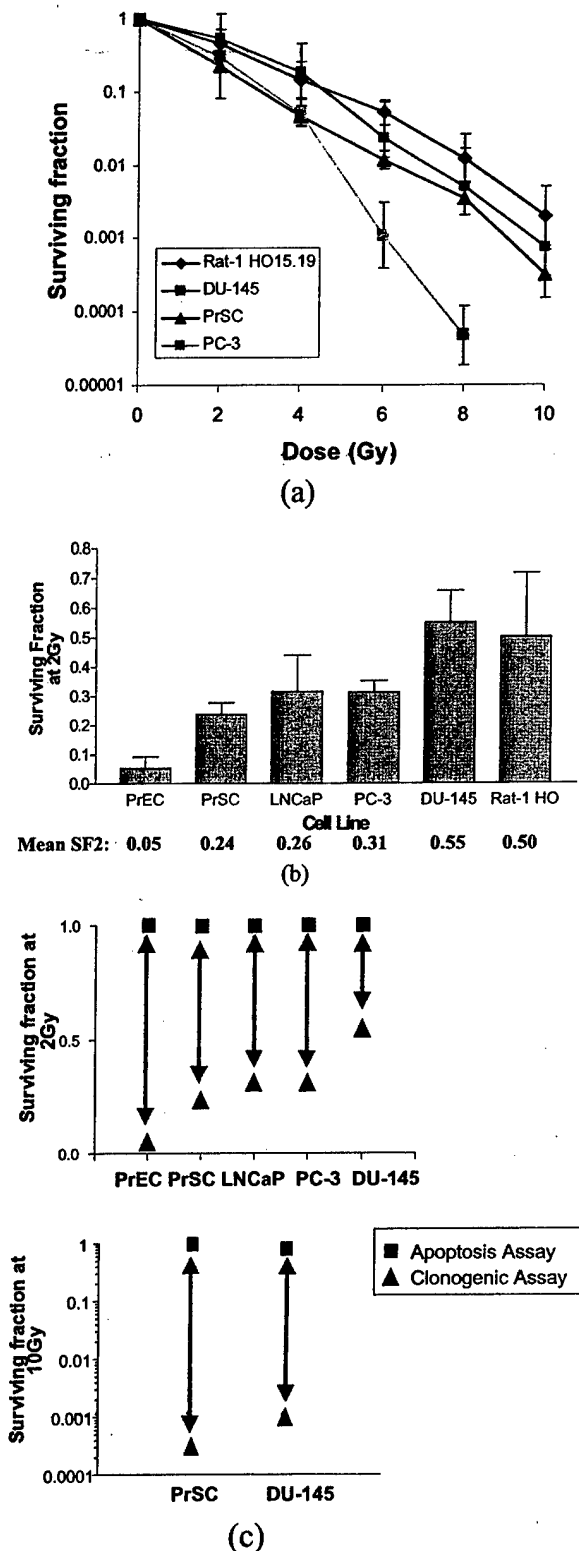 1
0.1
0.01
0.001
0.0001
0.00001
Surviving fraction
Rat-1 HO15.19
DU-145
PrSC
PC-3
0 2 4 6 8 10
Dose (Gy)
(a)
0.8
0.7
0.6
0.5
0.4
0.3
0.2
0.1
0.0
Surviving Fraction
at 2Gy
PrEC PrSC LNCaP PC-3 DU-145 Rat-1 HO
Cell Line
Mean SF2: 0.05 0.24 0.26 0.31 0.55 0.50
(b)
1.0
0.5
0.0
Surviving fraction at
2Gy
PrEC PrSC LNCaP PC-3 DU-145
1
0.1
0.01
0.001
0.0001
Surviving fraction at
10Gy
Apoptosis Assay
Clonogenic Assay
PrSC DU-145
(c)